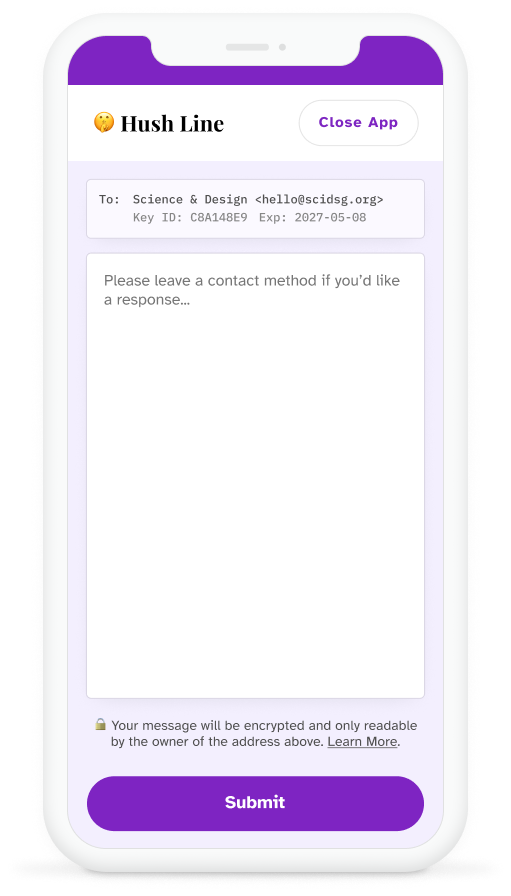 🤫 Hush Line
Close App
To: Science & Design <hello@scidsg.org>
Key ID: C8A148E9 Exp: 2027-05-08
Please leave a contact method if you’d like
a response...
🔒 Your message will be encrypted and only readable
by the owner of the address above. Learn More.
Submit